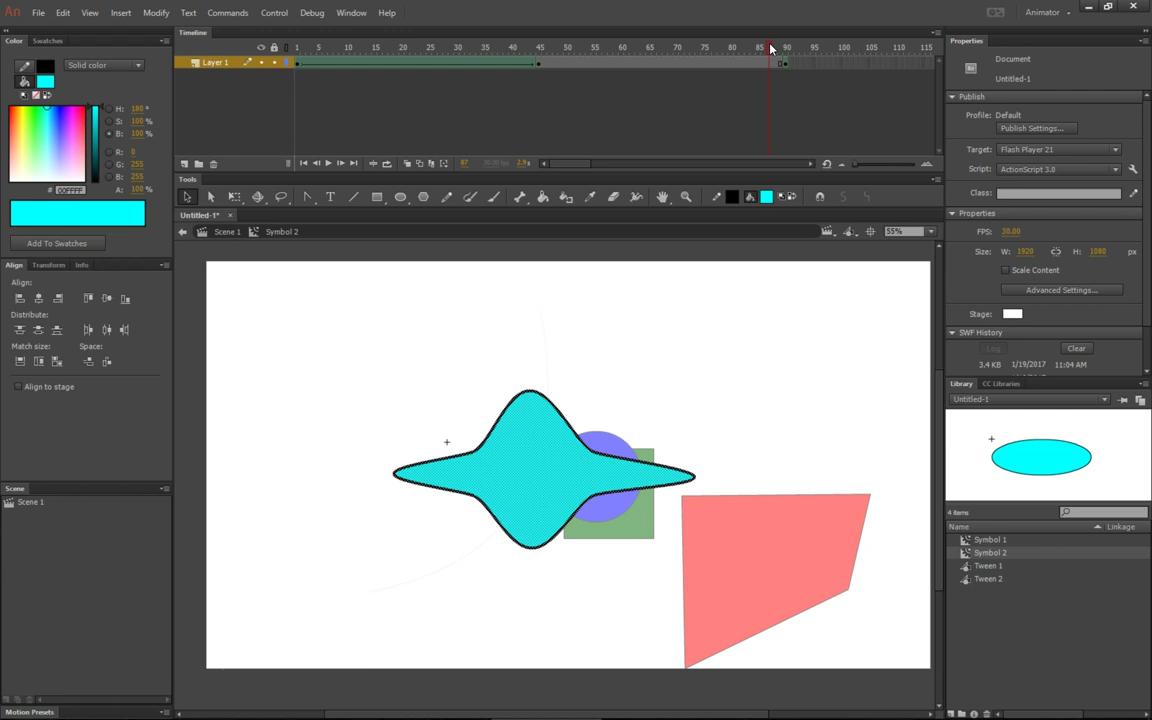 An File Edit View Insert Modify Text Commands Control Debug Window Help Animator
Color Swatches
Solid color
H: 180 °
S: 100 %
B: 100 %
R: 0
G: 255
B: 255
# 00FFFF A: 100 %
Add To Swatches
Align Transform Info
Align:
Distribute:
Match size: Space:
Align to stage
Scene
Scene 1
Motion Presets
Timeline
1 5 10 15 20 25 30 35 40 45 50 55 60 65 70 75 80 85 90 95 100 105 110 115
Layer 1
87 30.00 fps 2.9s
Tools
Untitled-1* ×
Scene 1 Symbol 2 55%
Properties
Document
Untitled-1
Publish
Profile: Default
Publish Settings...
Target: Flash Player 21
Script: ActionScript 3.0
Class:
Properties
FPS: 30.00
Size: W: 1920 H: 1080 px
Scale Content
Advanced Settings...
Stage:
SWF History
Log Clear
3.4 KB 1/19/2017 11:04 AM
Library CC Libraries
Untitled-1
4 items
Name Linkage
Symbol 1
Symbol 2
Tween 1
Tween 2